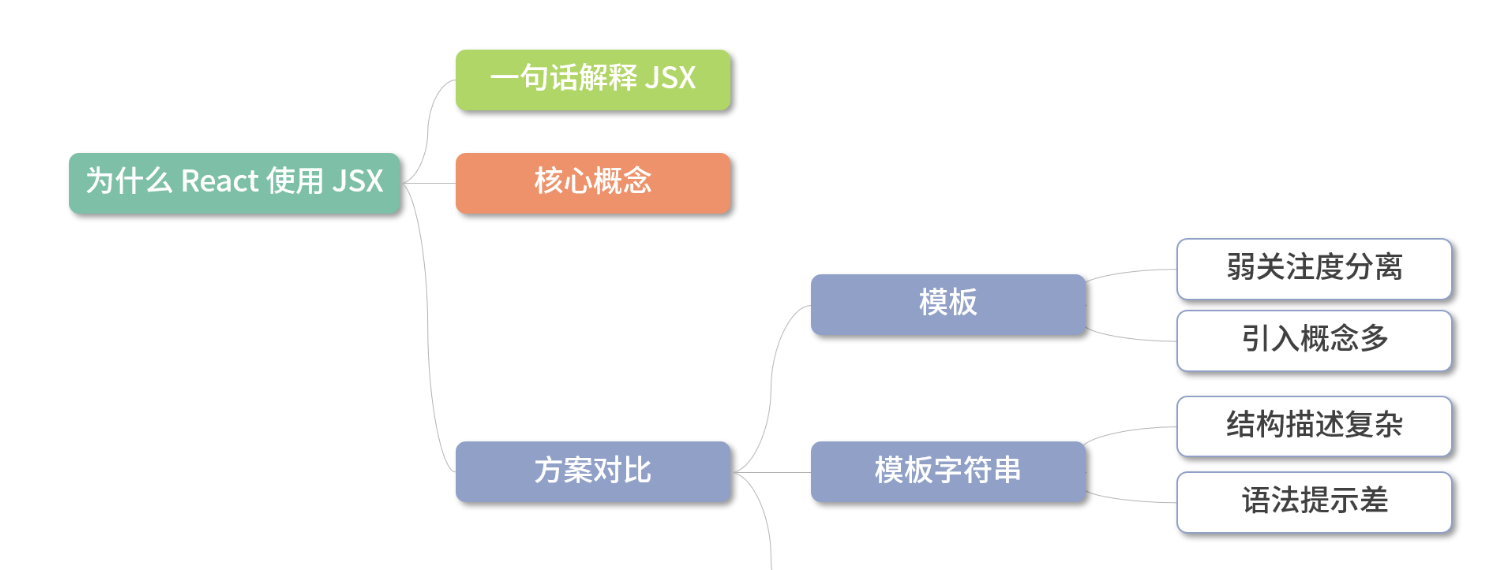 一句话解释 JSX
为什么 React 使用 JSX
核心概念
弱关注度分离
模板
引入概念多
结构描述复杂
方案对比
模板字符串
语法提示差